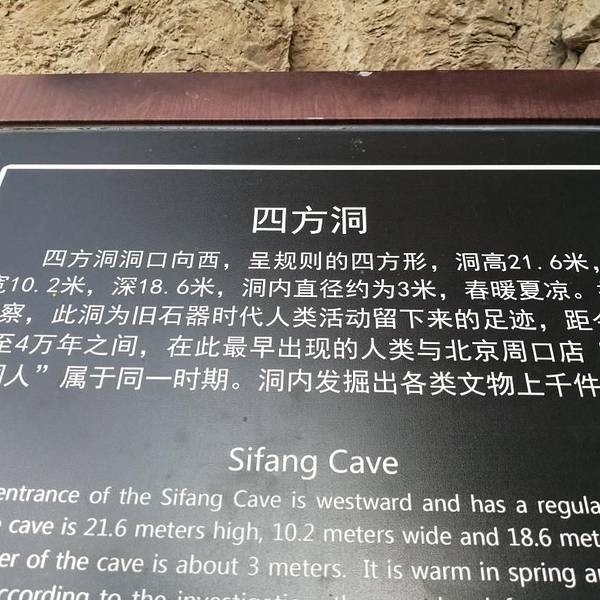 四方洞
四方洞洞口向西，呈规则的四方形，洞高21.6米，
宽10.2米，深18.6米，洞内直径约为3米，春暖夏凉。
察，此洞为旧石器时代人类活动留下来的足迹，距今
至4万年之间，在此最早出现的人类与北京周口店
人”属于同一时期。洞内发掘出各类文物上千件
Sifang Cave
entrance of the Sifang Cave is westward and has a regula
cave is 21.6 meters high, 10.2 meters wide and 18.6 met
er of the cave is about 3 meters. It is warm in spring a
according to the investigation